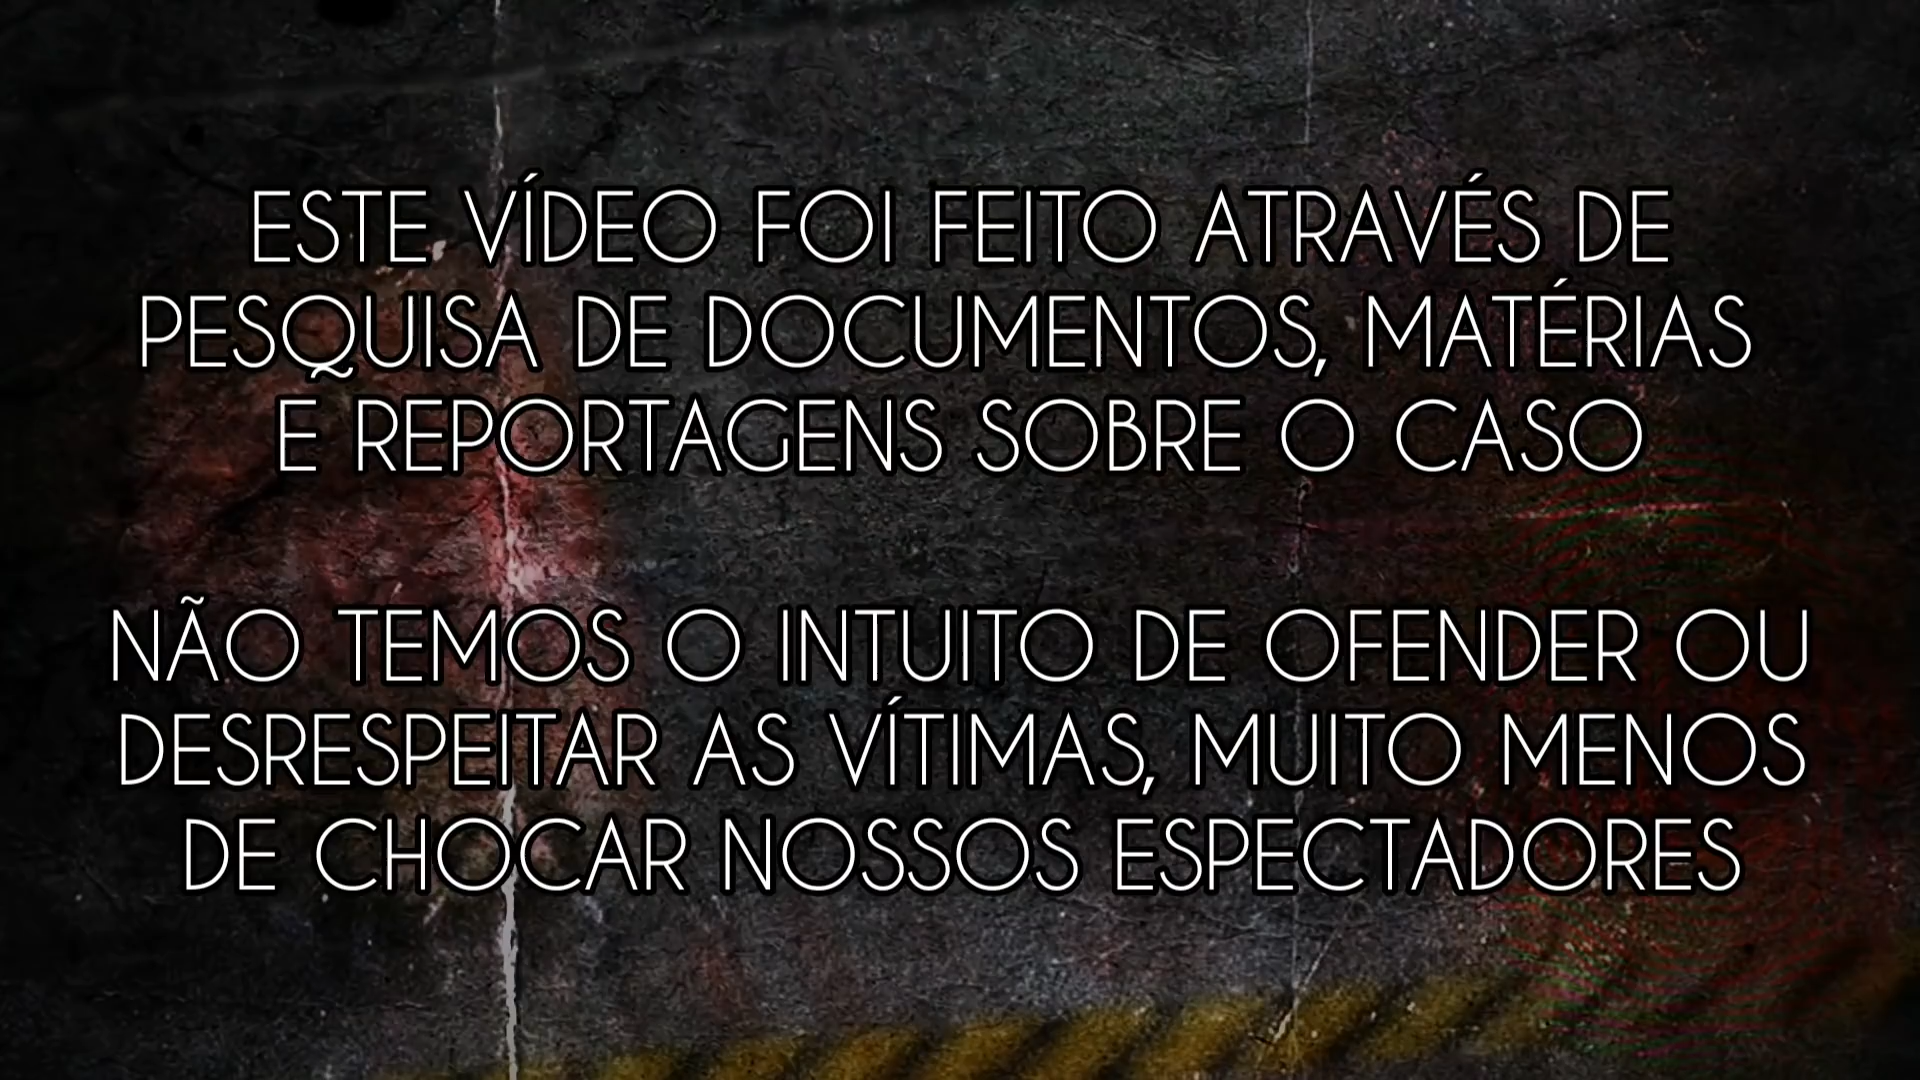 ESTE VÍDEO FOI FEITO ATRAVÉS DE
PESQUISA DE DOCUMENTOS, MATÉRIAS
E REPORTAGENS SOBRE O CASO
NÃO TEMOS O INTUITO DE OFENDER OU
DESRESPEITAR AS VÍTIMAS, MUITO MENOS
DE CHOCAR NOSSOS ESPECTADORES